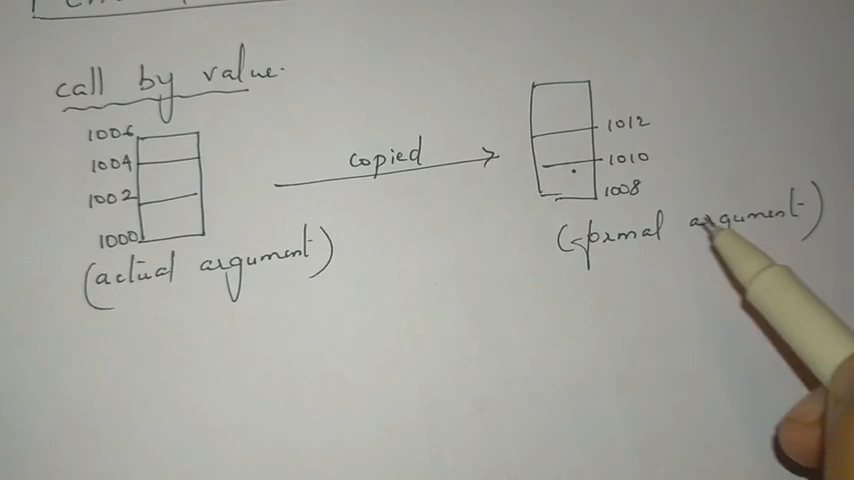 call by value.
1006
1004
1002
1000
(actual argument)
copied
1012
1010
1008
(formal argument)